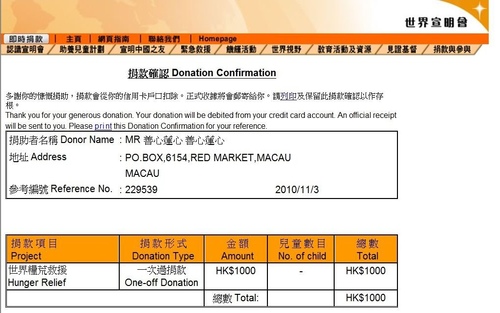 世界宣明會
即時捐款 主頁 網頁指南 聯絡我們 Homepage
認識宣明會 助養兒童計劃 宣明中國之友 緊急救援 饑饉活動 世界視野 教育活動及資源 見證基督 捐款與參與
捐款確認 Donation Confirmation
多謝你的慷慨捐助，捐款會從你的信用卡戶口扣除。正式收據將會郵寄給你。請列印及保留此捐款確認以作存
根。
Thank you for your generous donation. Your donation will be debited from your credit card account. An official receipt
will be sent to you. Please print this Donation Confirmation for your reference.
捐助者名稱 Donor Name : MR 善心蓮心 善心蓮心
地址 Address : PO.BOX,6154,RED MARKET,MACAU
MACAU
參考編號 Reference No. : 229539 2010/11/3
捐款項目 捐款形式 金額 兒童數目 總數
Project Donation Type Amount No. of child Total
世界糧荒救援 一次過捐款 HK$1000 - HK$1000
Hunger Relief One-off Donation
總數 Total: HK$1000